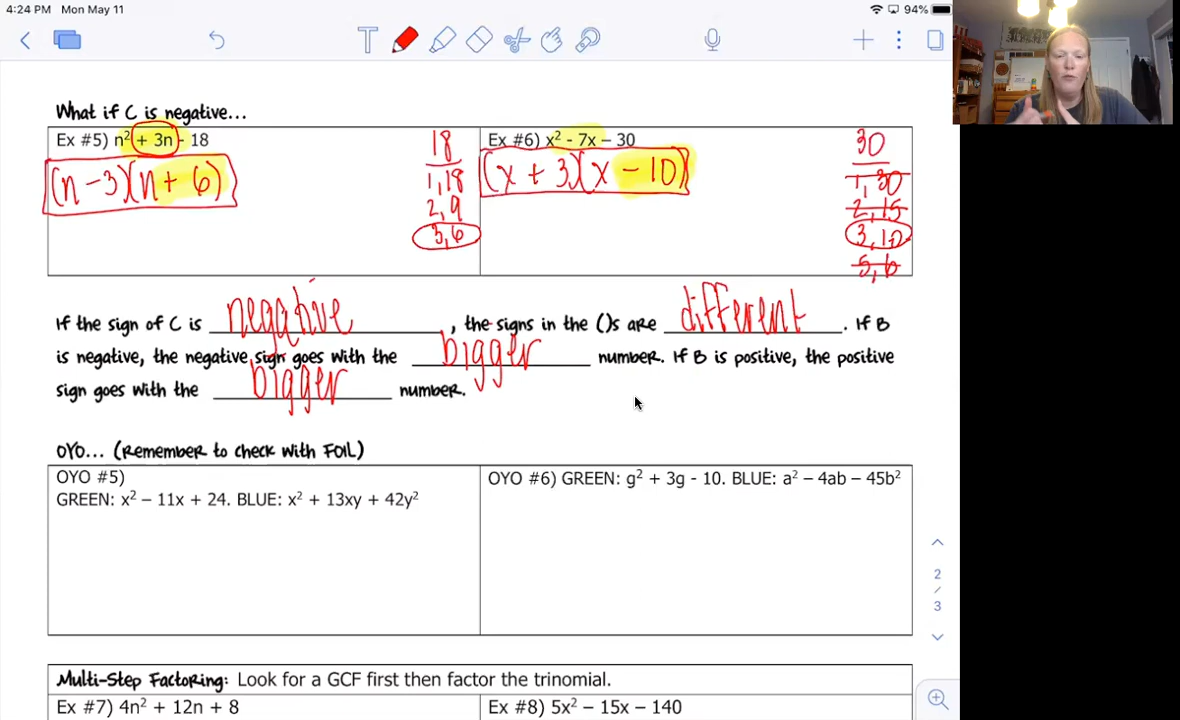 4:24 PM Mon May 11
94%
What if C is negative...
Ex #5) n² + 3n - 18
(n - 3)(n + 6)
18
1, 18
2, 9
3, 6
Ex #6) x² - 7x – 30
(x + 3)(x - 10)
30
1, 30
2, 15
3, 10
5, 6
If the sign of C is negative, the signs in the ()s are different. If B
is negative, the negative sign goes with the bigger number. If B is positive, the positive
sign goes with the bigger number.
OYO... (Remember to check with FOIL)
OYO #5)
GREEN: x² – 11x + 24. BLUE: x² + 13xy + 42y²
OYO #6) GREEN: g² + 3g - 10. BLUE: a² – 4ab – 45b²
2
/
3
Multi-Step Factoring: Look for a GCF first then factor the trinomial.
Ex #7) 4n² + 12n + 8
Ex #8) 5x² – 15x – 140